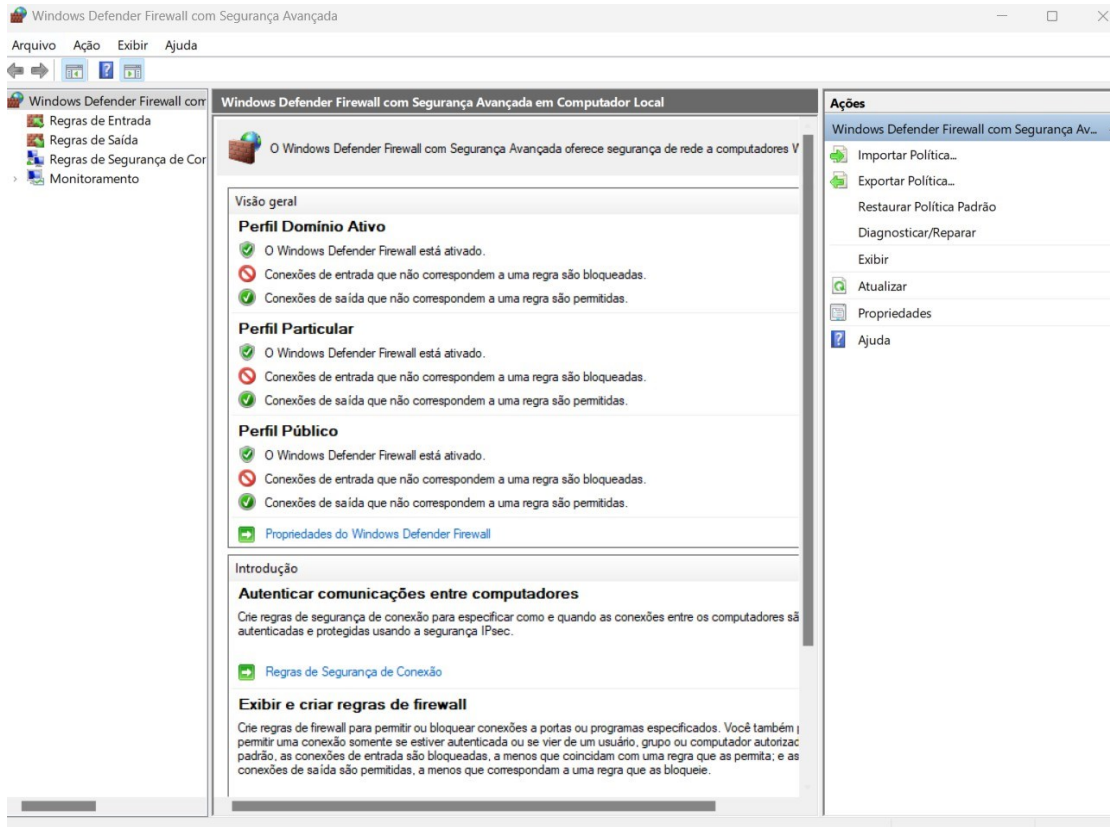 Windows Defender Firewall com Segurança Avançada
Arquivo Ação Exibir Ajuda
Windows Defender Firewall com
Regras de Entrada
Regras de Saída
Regras de Segurança de Cor
Monitoramento
Windows Defender Firewall com Segurança Avançada em Computador Local
O Windows Defender Firewall com Segurança Avançada oferece segurança de rede a computadores V
Visão geral
Perfil Domínio Ativo
O Windows Defender Firewall está ativado.
Conexões de entrada que não correspondem a uma regra são bloqueadas.
Conexões de saída que não correspondem a uma regra são permitidas.
Perfil Particular
O Windows Defender Firewall está ativado.
Conexões de entrada que não correspondem a uma regra são bloqueadas.
Conexões de saída que não correspondem a uma regra são permitidas.
Perfil Público
O Windows Defender Firewall está ativado.
Conexões de entrada que não correspondem a uma regra são bloqueadas.
Conexões de saída que não correspondem a uma regra são permitidas.
Propriedades do Windows Defender Firewall
Introdução
Autenticar comunicações entre computadores
Crie regras de segurança de conexão para especificar como e quando as conexões entre os computadores sã
autenticadas e protegidas usando a segurança IPsec.
Regras de Segurança de Conexão
Exibir e criar regras de firewall
Crie regras de firewall para permitir ou bloquear conexões a portas ou programas especificados. Você também p
permitir uma conexão somente se estiver autenticada ou se vier de um usuário, grupo ou computador autorizad
padrão, as conexões de entrada são bloqueadas, a menos que coincidam com uma regra que as permita; e as
conexões de saída são permitidas, a menos que correspondam a uma regra que as bloqueie.
Ações
Windows Defender Firewall com Segurança Av...
Importar Política...
Exportar Política...
Restaurar Política Padrão
Diagnosticar/Reparar
Exibir
Atualizar
Propriedades
Ajuda